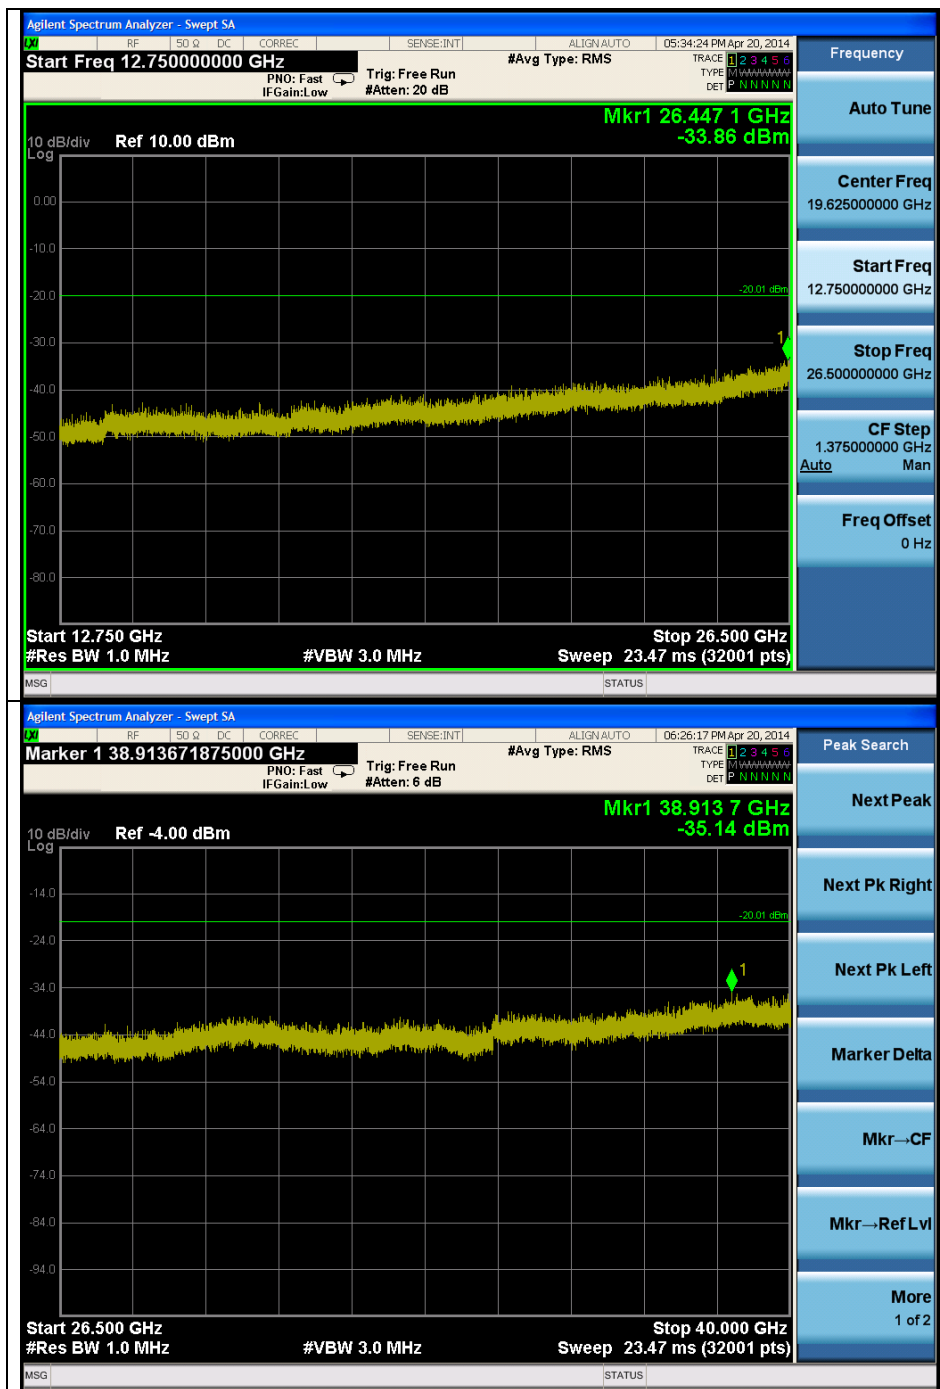 Agilent Spectrum Analyzer - Swept SA
LXI RF 50 Ω DC CORREC SENSE:INT ALIGN AUTO 05:34:24 PM Apr 20, 2014
Start Freq 12.750000000 GHz #Avg Type: RMS TRACE 1 2 3 4 5 6
PNO: Fast Trig: Free Run TYPE M WWWWW
IFGain:Low #Atten: 20 dB DET P N N N N N
Mkr1 26.447 1 GHz
-33.86 dBm
10 dB/div Ref 10.00 dBm
Log
0.00
-10.0
-20.0
-20.01 dBm
-30.0
1
-40.0
-50.0
-60.0
-70.0
-80.0
Start 12.750 GHz Stop 26.500 GHz
#Res BW 1.0 MHz #VBW 3.0 MHz Sweep 23.47 ms (32001 pts)
MSG STATUS
Frequency
Auto Tune
Center Freq
19.625000000 GHz
Start Freq
12.750000000 GHz
Stop Freq
26.500000000 GHz
CF Step
1.375000000 GHz
Auto Man
Freq Offset
0 Hz
Agilent Spectrum Analyzer - Swept SA
LXI RF 50 Ω DC CORREC SENSE:INT ALIGN AUTO 06:26:17 PM Apr 20, 2014
Marker 1 38.913671875000 GHz #Avg Type: RMS TRACE 1 2 3 4 5 6
PNO: Fast Trig: Free Run TYPE M WWWWW
IFGain:Low #Atten: 6 dB DET P N N N N N
Mkr1 38.913 7 GHz
-35.14 dBm
10 dB/div Ref -4.00 dBm
Log
-14.0
-20.01 dBm
-24.0
1
-34.0
-44.0
-54.0
-64.0
-74.0
-84.0
-94.0
Start 26.500 GHz Stop 40.000 GHz
#Res BW 1.0 MHz #VBW 3.0 MHz Sweep 23.47 ms (32001 pts)
MSG STATUS
Peak Search
Next Peak
Next Pk Right
Next Pk Left
Marker Delta
Mkr→CF
Mkr→Ref Lvl
More
1 of 2